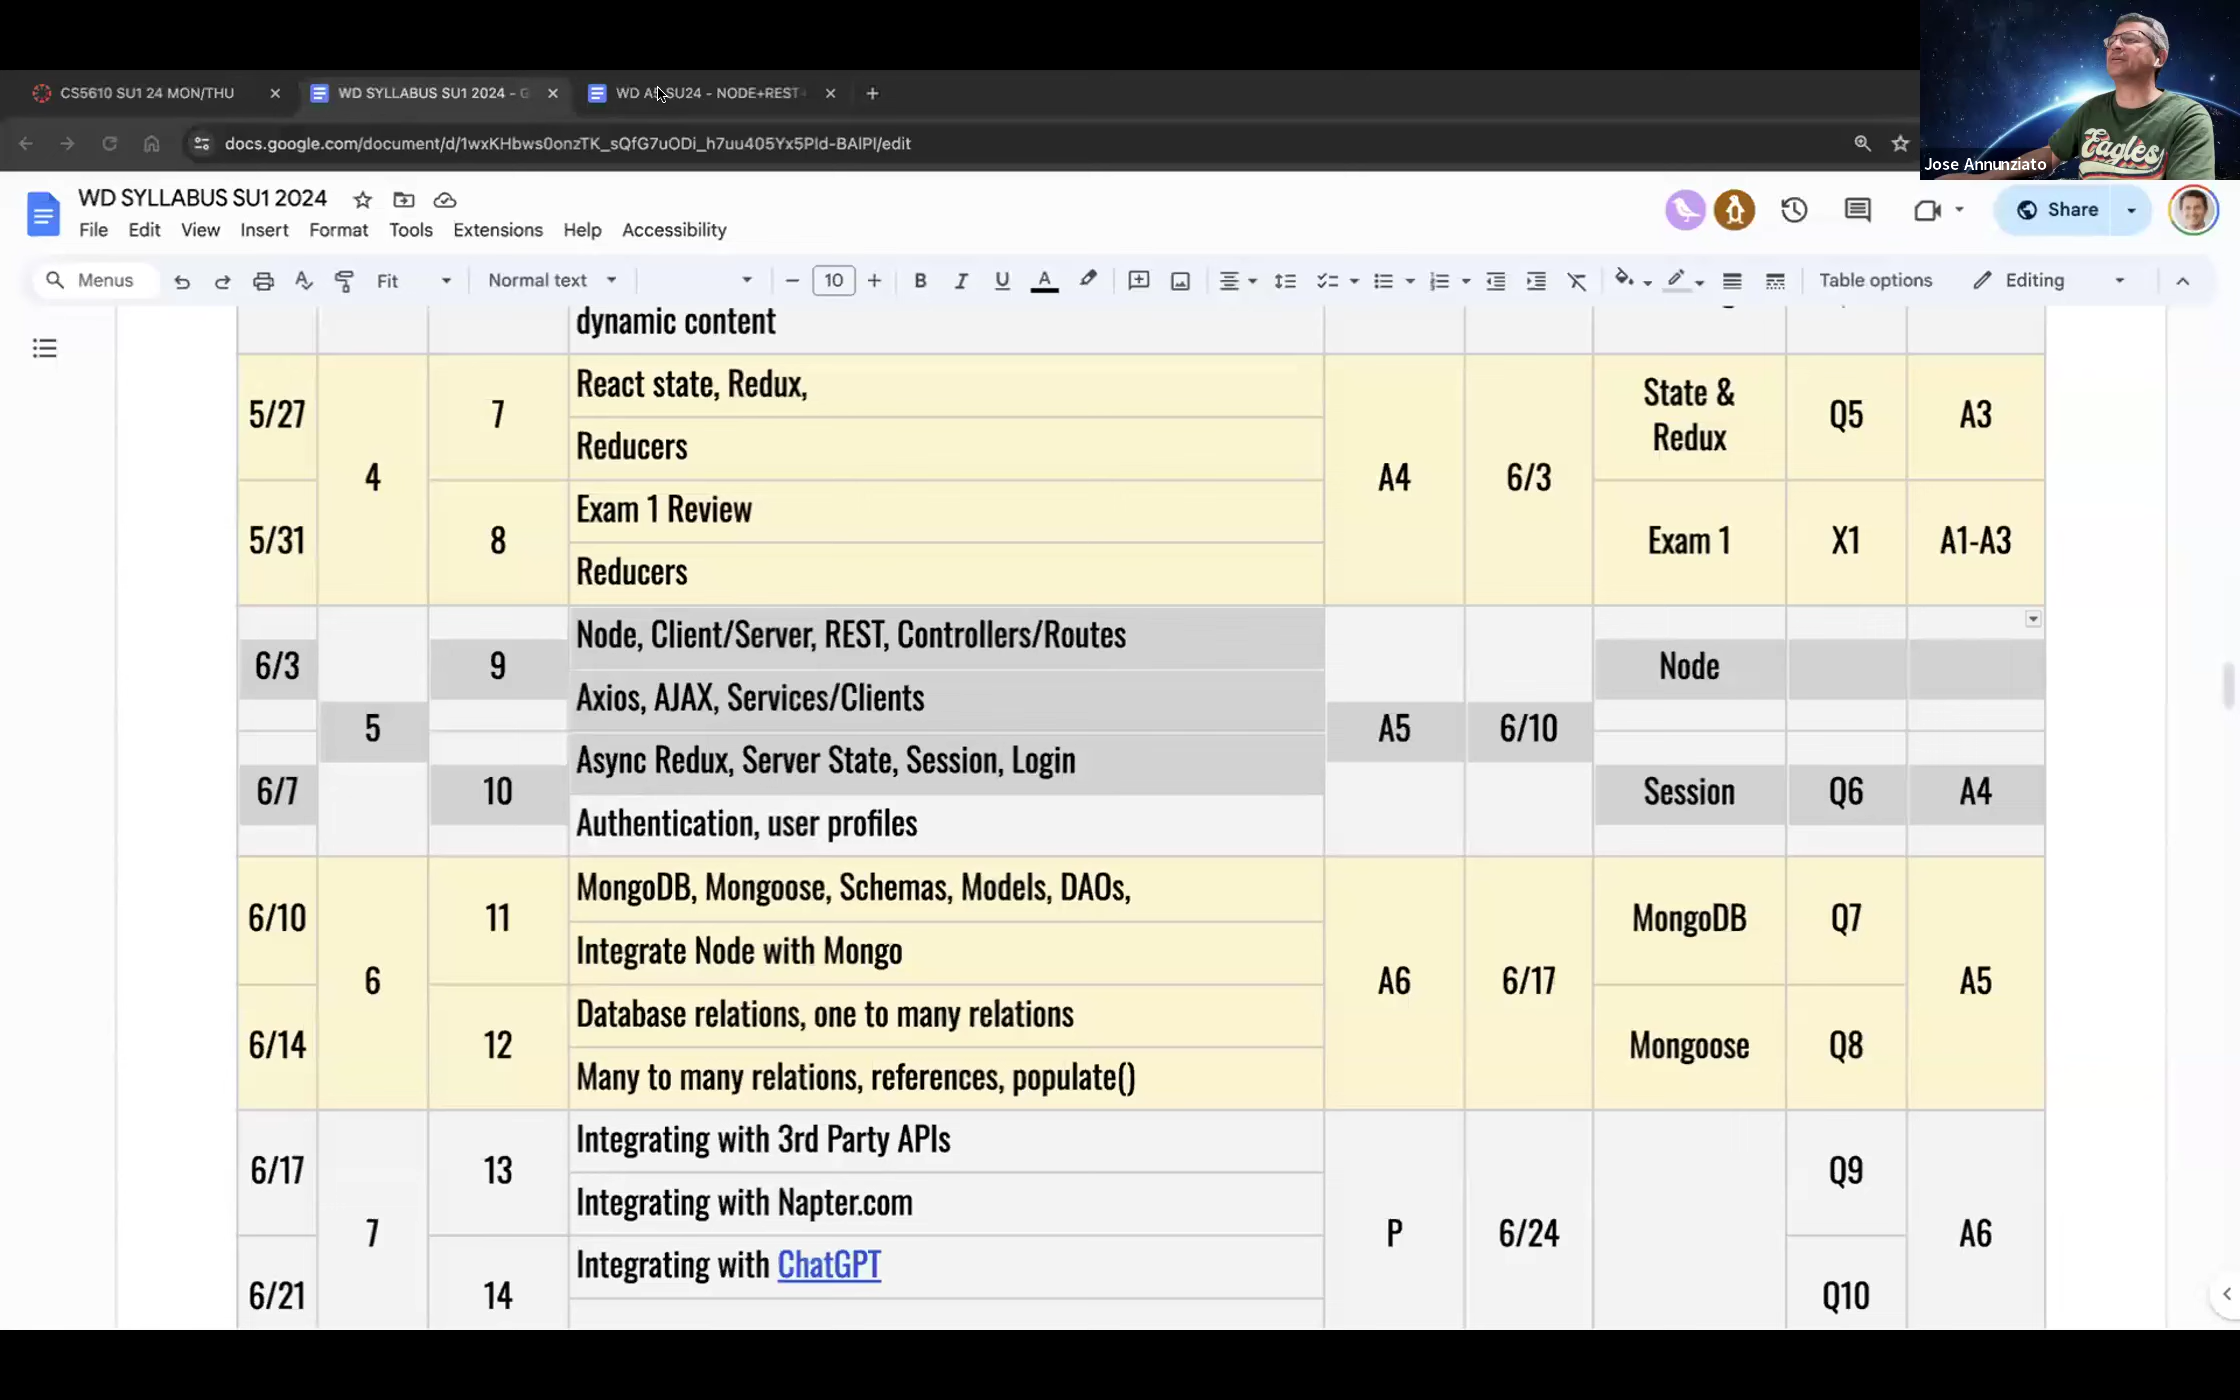 CS5610 SU1 24 MON/THU
WD SYLLABUS SU1 2024 - G
WD A5 SU24 - NODE+REST+
docs.google.com/document/d/1wxKHbws0onzTK_sQfG7uODi_h7uu405Yx5PId-BAlPI/edit
Eagles
Jose Annunziato
WD SYLLABUS SU1 2024
Share
File Edit View Insert Format Tools Extensions Help Accessibility
Menus Fit Normal text 10 B I U A Table options Editing
dynamic content
5/27 4 7 React state, Redux, A4 6/3 State & Redux Q5 A3
Reducers
5/31 8 Exam 1 Review Exam 1 X1 A1-A3
Reducers
6/3 5 9 Node, Client/Server, REST, Controllers/Routes A5 6/10 Node
Axios, AJAX, Services/Clients
6/7 10 Async Redux, Server State, Session, Login Session Q6 A4
Authentication, user profiles
6/10 6 11 MongoDB, Mongoose, Schemas, Models, DAOs, A6 6/17 MongoDB Q7 A5
Integrate Node with Mongo
6/14 12 Database relations, one to many relations Mongoose Q8
Many to many relations, references, populate()
6/17 7 13 Integrating with 3rd Party APIs P 6/24 Q9 A6
Integrating with Napter.com
6/21 14 Integrating with ChatGPT Q10